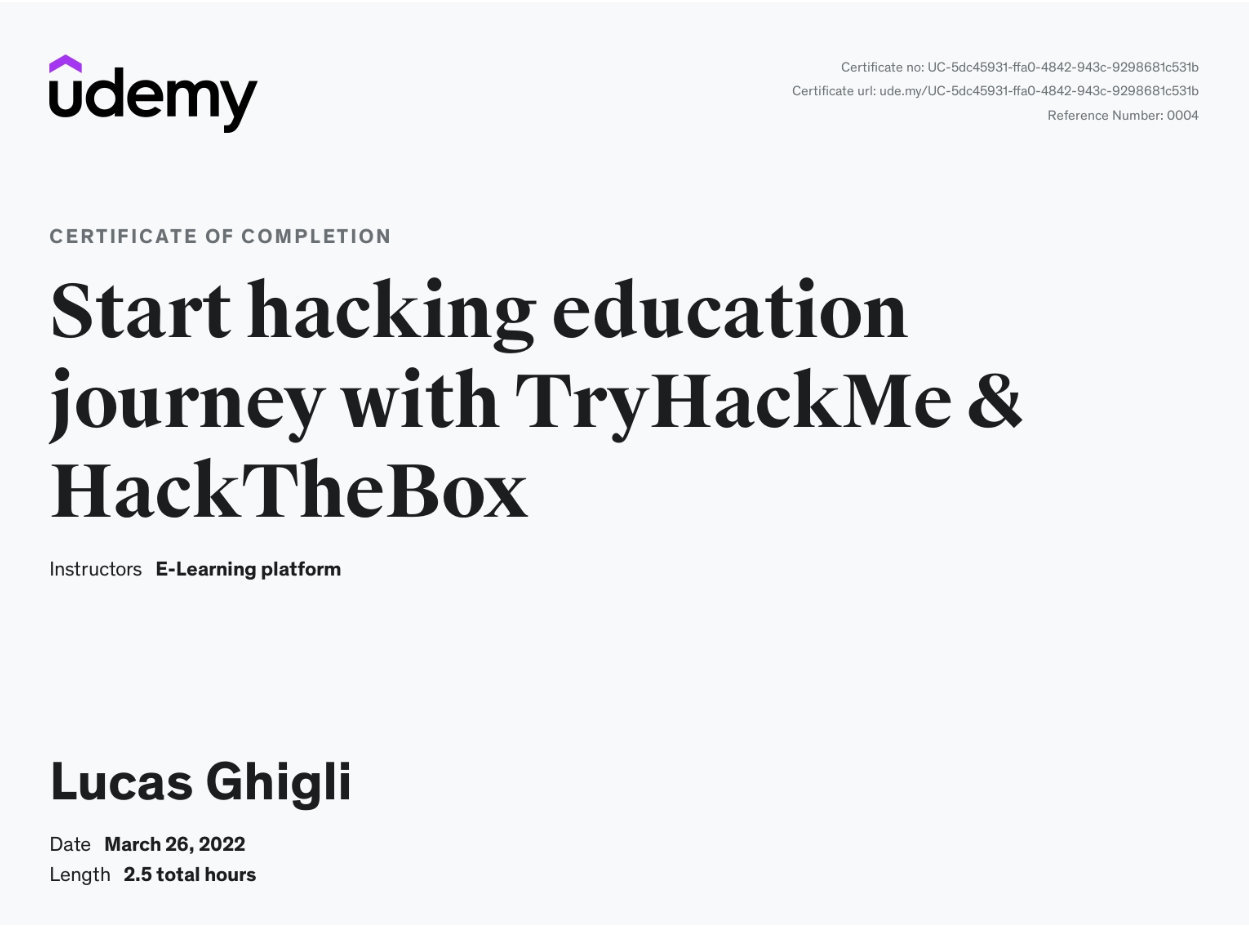 udemy
Certificate no: UC-5dc45931-ffa0-4842-943c-9298681c531b
Certificate url: ude.my/UC-5dc45931-ffa0-4842-943c-9298681c531b
Reference Number: 0004
CERTIFICATE OF COMPLETION
Start hacking education
journey with TryHackMe &
HackTheBox
Instructors E-Learning platform
Lucas Ghigli
Date March 26, 2022
Length 2.5 total hours